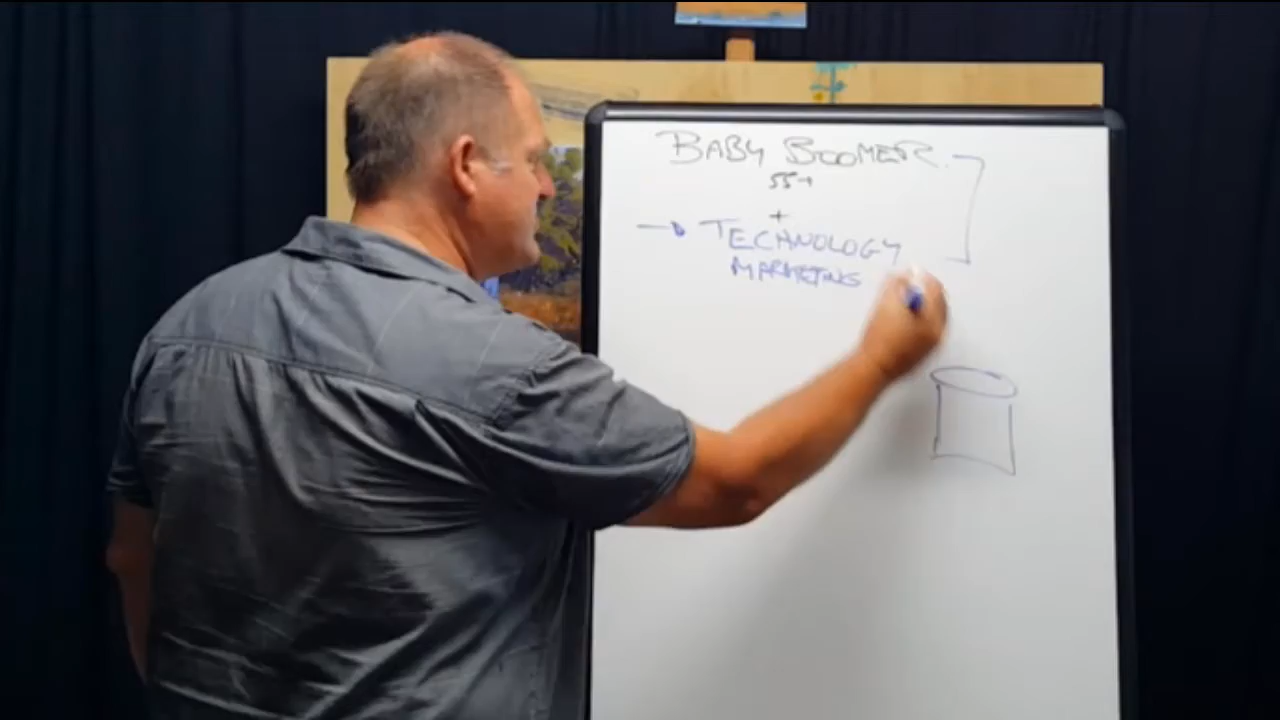 BABY BOOMER.
55+
+
→ TECHNOLOGY
MARKETING